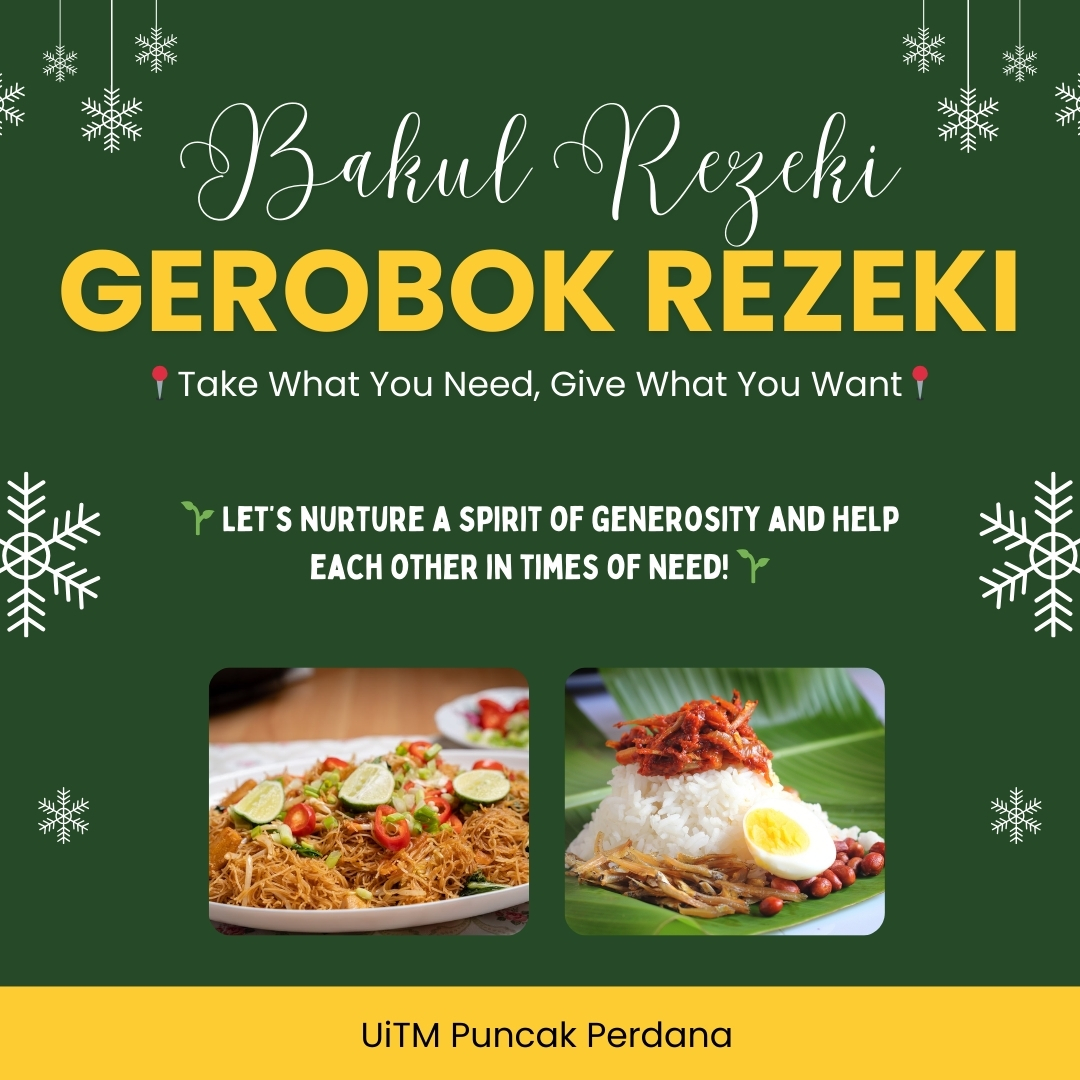 Bakul Rezeki
GEROBOK REZEKI
📍Take What You Need, Give What You Want📍
🌱 LET'S NURTURE A SPIRIT OF GENEROSITY AND HELP
EACH OTHER IN TIMES OF NEED! 🌱
UiTM Puncak Perdana